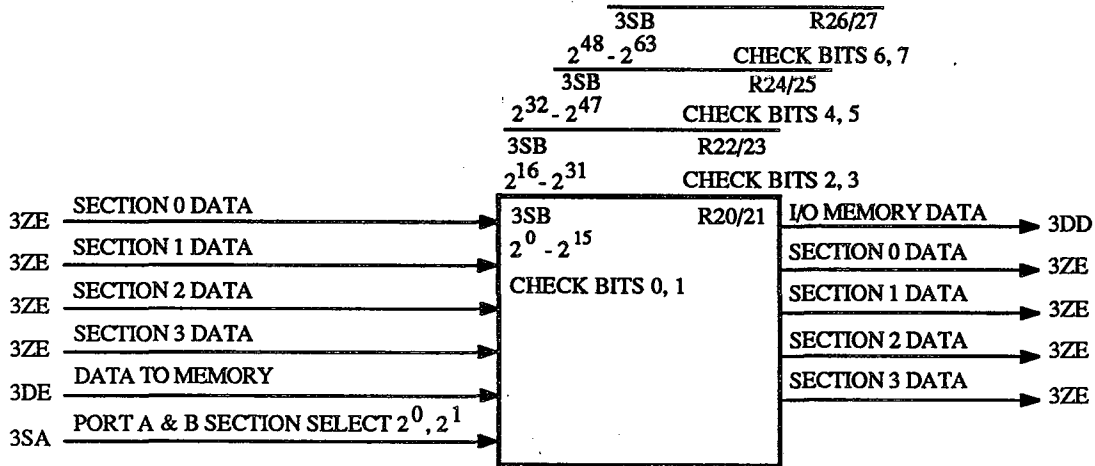 3SB R26/27
2^48 - 2^63 CHECK BITS 6, 7
3SB R24/25
2^32 - 2^47 CHECK BITS 4, 5
3SB R22/23
2^16 - 2^31 CHECK BITS 2, 3
3SB R20/21
2^0 - 2^15
CHECK BITS 0, 1
3ZE SECTION 0 DATA
3ZE SECTION 1 DATA
3ZE SECTION 2 DATA
3ZE SECTION 3 DATA
3DE DATA TO MEMORY
3SA PORT A & B SECTION SELECT 2^0, 2^1
I/O MEMORY DATA 3DD
SECTION 0 DATA 3ZE
SECTION 1 DATA 3ZE
SECTION 2 DATA 3ZE
SECTION 3 DATA 3ZE